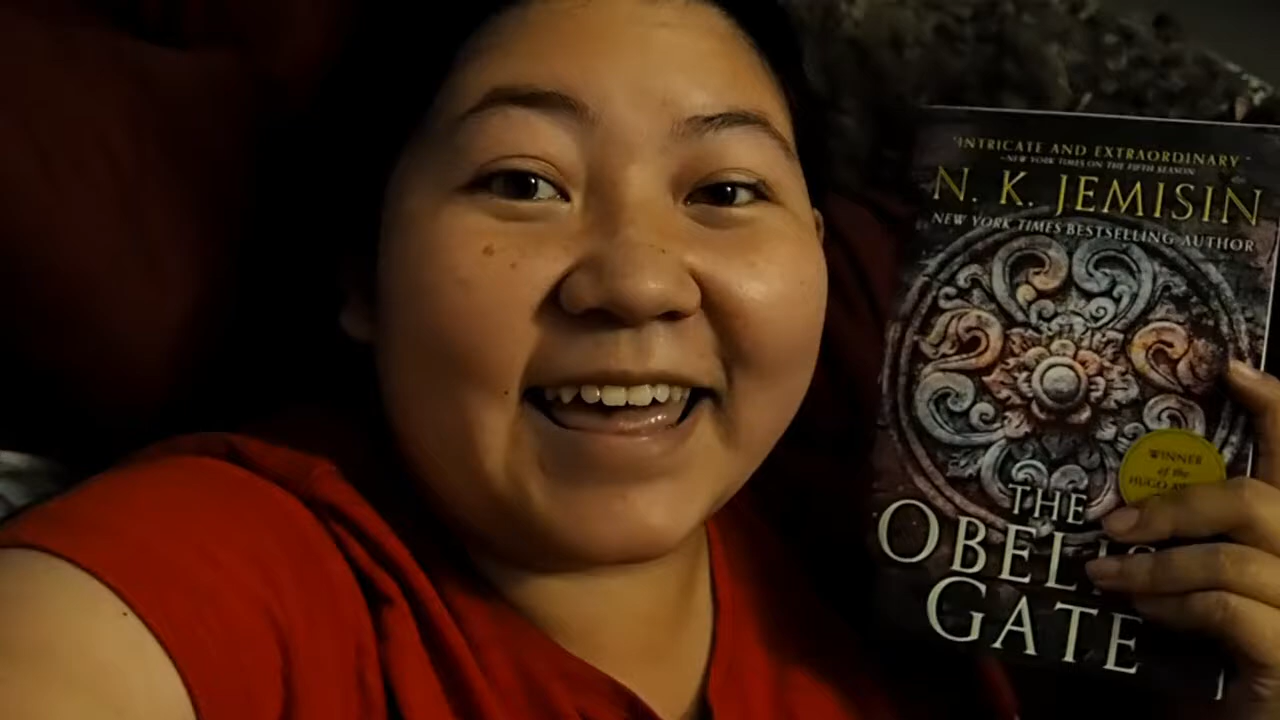 "INTRICATE AND EXTRAORDINARY"
—NEW YORK TIMES ON THE FIFTH SEASON
N. K. JEMISIN
NEW YORK TIMES BESTSELLING AUTHOR
WINNER
of the
HUGO
THE
OBEL
GATE